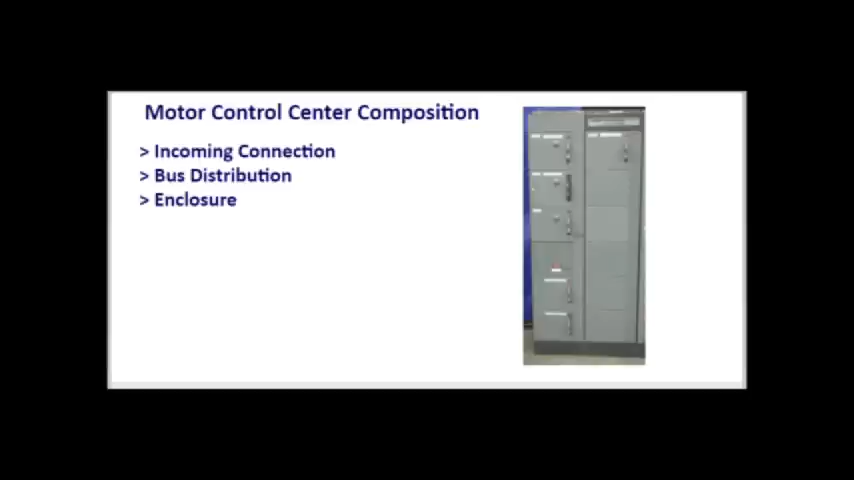 Motor Control Center Composition
> Incoming Connection
> Bus Distribution
> Enclosure